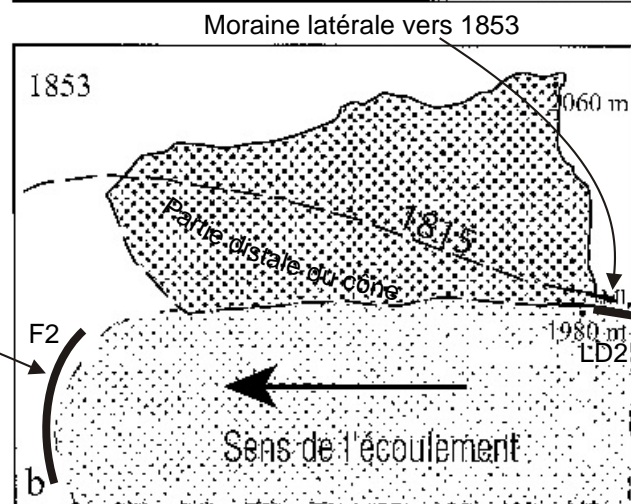 Moraine latérale vers 1853
1853
2060 m
1815
Partie distale du cône
F2
1980 m
LD2
Sens de l'écoulement
b